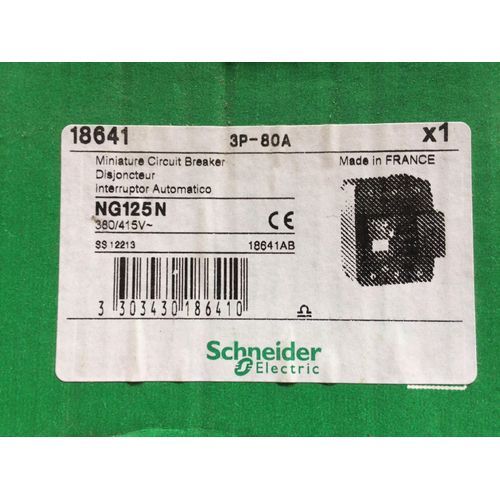 18641 3P-80A x1
Miniature Circuit Breaker Made in FRANCE
Disjoncteur
Interruptor Automatico
NG125N CE
380/415V~
SS 12213 18641AB
3 303430 186410
Schneider
Electric